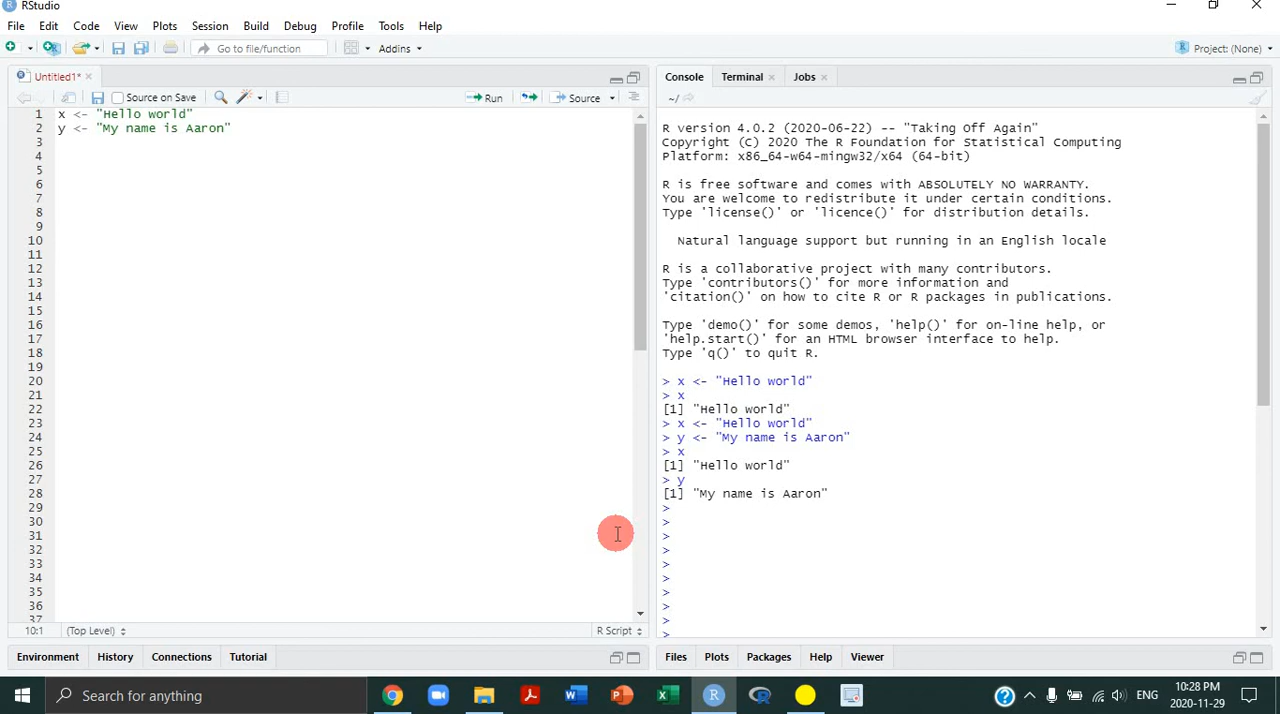 RStudio
File Edit Code View Plots Session Build Debug Profile Tools Help
Go to file/function Addins Project: (None)
Untitled1*
Source on Save Run Source
1 x <- "Hello world"
2 y <- "My name is Aaron"
3
4
5
6
7
8
9
10
11
12
13
14
15
16
17
18
19
20
21
22
23
24
25
26
27
28
29
30
31
32
33
34
35
36
37
10:1 (Top Level) R Script
Environment History Connections Tutorial
Console Terminal Jobs
~/
R version 4.0.2 (2020-06-22) -- "Taking Off Again"
Copyright (C) 2020 The R Foundation for Statistical Computing
Platform: x86_64-w64-mingw32/x64 (64-bit)
R is free software and comes with ABSOLUTELY NO WARRANTY.
You are welcome to redistribute it under certain conditions.
Type 'license()' or 'licence()' for distribution details.
Natural language support but running in an English locale
R is a collaborative project with many contributors.
Type 'contributors()' for more information and
'citation()' on how to cite R or R packages in publications.
Type 'demo()' for some demos, 'help()' for on-line help, or
'help.start()' for an HTML browser interface to help.
Type 'q()' to quit R.
> x <- "Hello world"
> x
[1] "Hello world"
> x <- "Hello world"
> y <- "My name is Aaron"
> x
[1] "Hello world"
> y
[1] "My name is Aaron"
>
>
>
>
>
>
>
>
>
>
Files Plots Packages Help Viewer
Search for anything
ENG
10:28 PM
2020-11-29